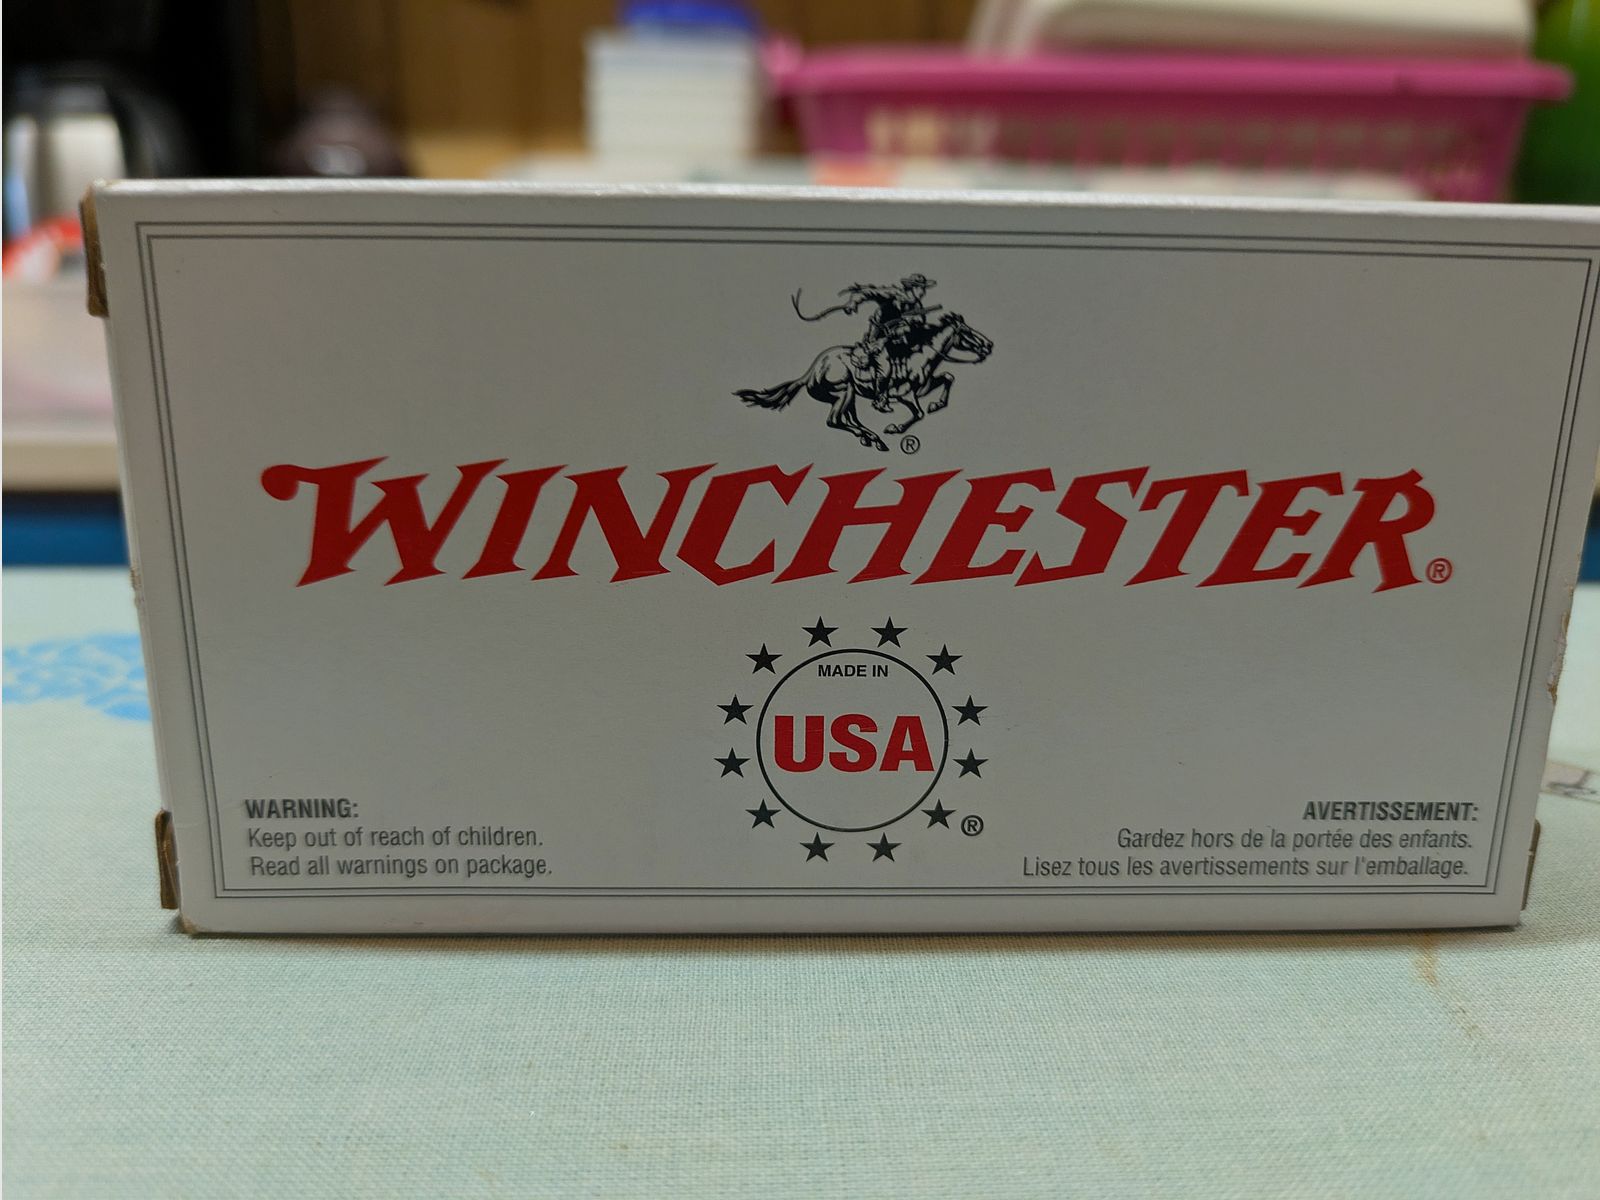 ®
WINCHESTER®
MADE IN
USA
®
WARNING:
Keep out of reach of children.
Read all warnings on package.
AVERTISSEMENT:
Gardez hors de la portée des enfants.
Lisez tous les avertissements sur l'emballage.